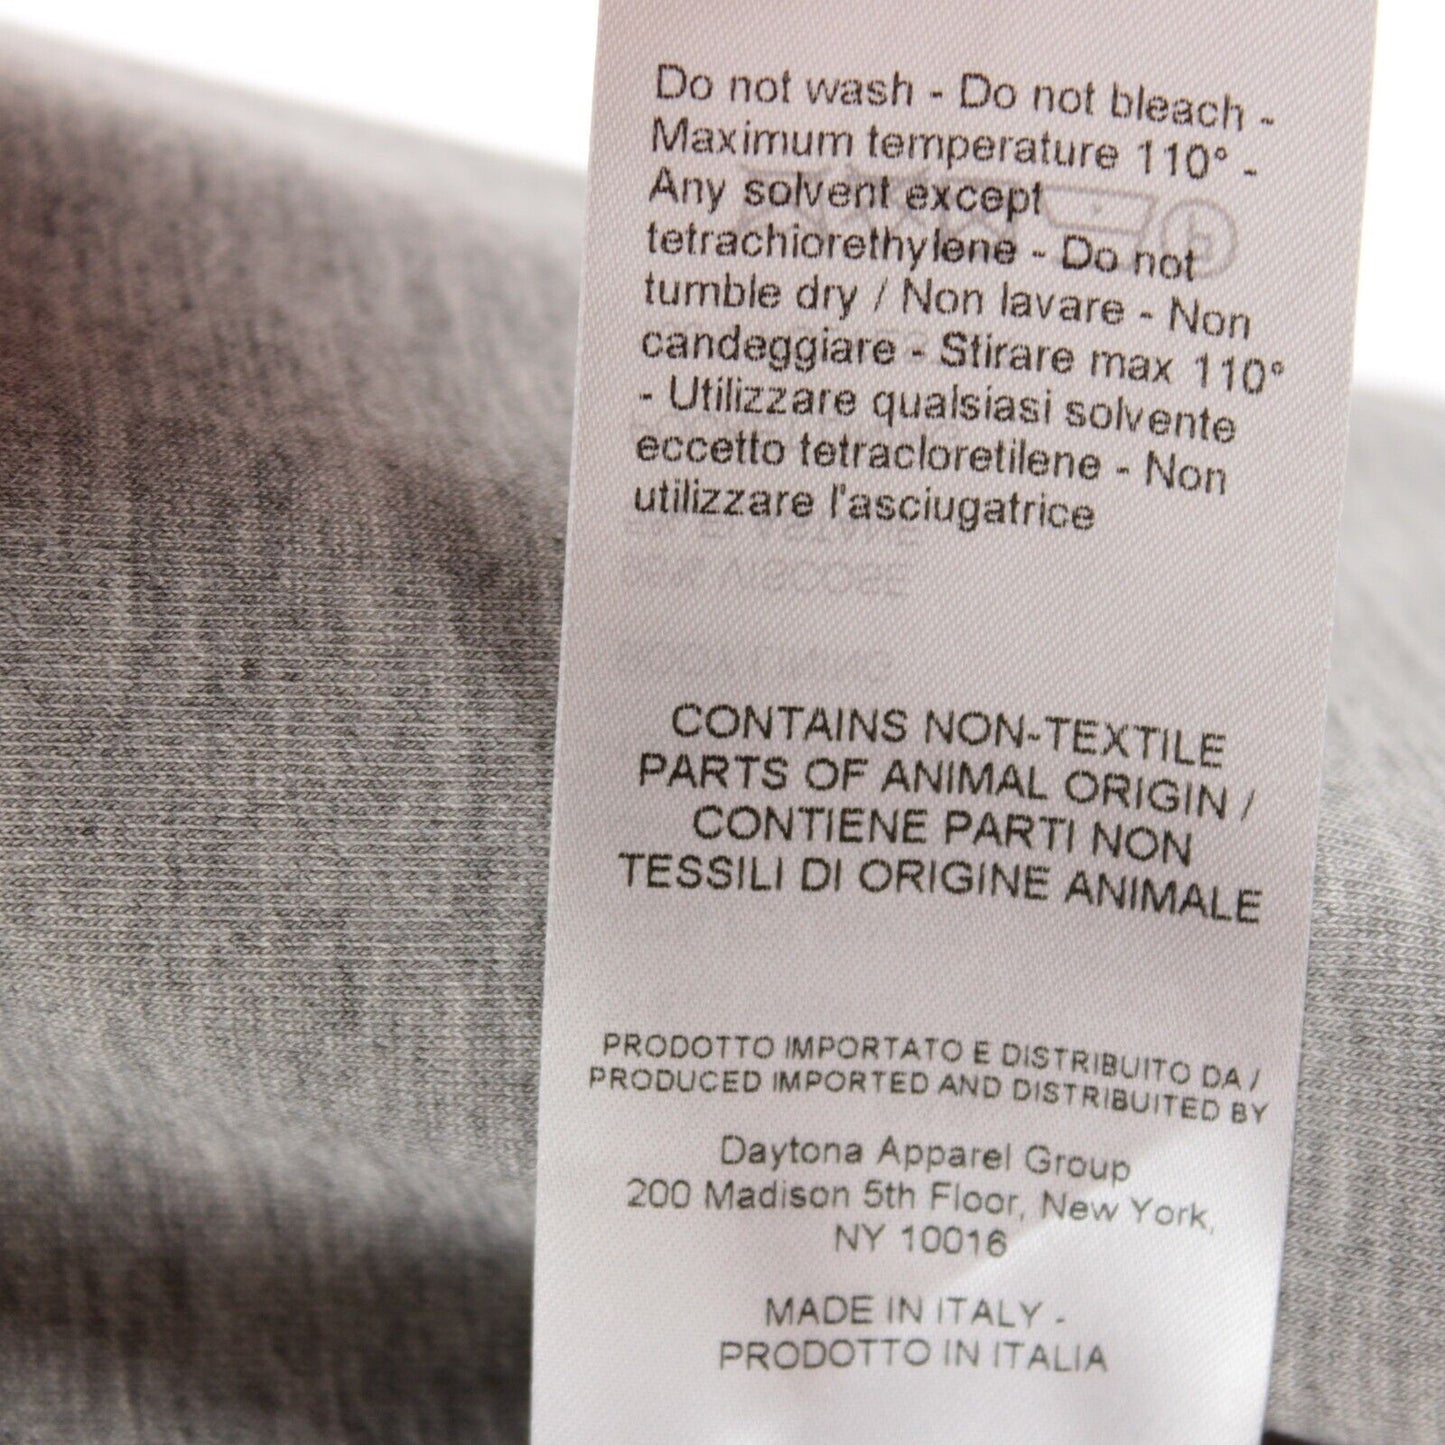 Do not wash - Do not bleach -
Maximum temperature 110° -
Any solvent except
tetrachiorethylene - Do not
tumble dry / Non lavare - Non
candeggiare - Stirare max 110°
- Utilizzare qualsiasi solvente
eccetto tetracloretilene - Non
utilizzare l'asciugatrice
VISCOSE
BODY LINING
CONTAINS NON-TEXTILE
PARTS OF ANIMAL ORIGIN /
CONTIENE PARTI NON
TESSILI DI ORIGINE ANIMALE
PRODOTTO IMPORTATO E DISTRIBUITO DA /
PRODUCED IMPORTED AND DISTRIBUITED BY
Daytona Apparel Group
200 Madison 5th Floor, New York,
NY 10016
MADE IN ITALY -
PRODOTTO IN ITALIA